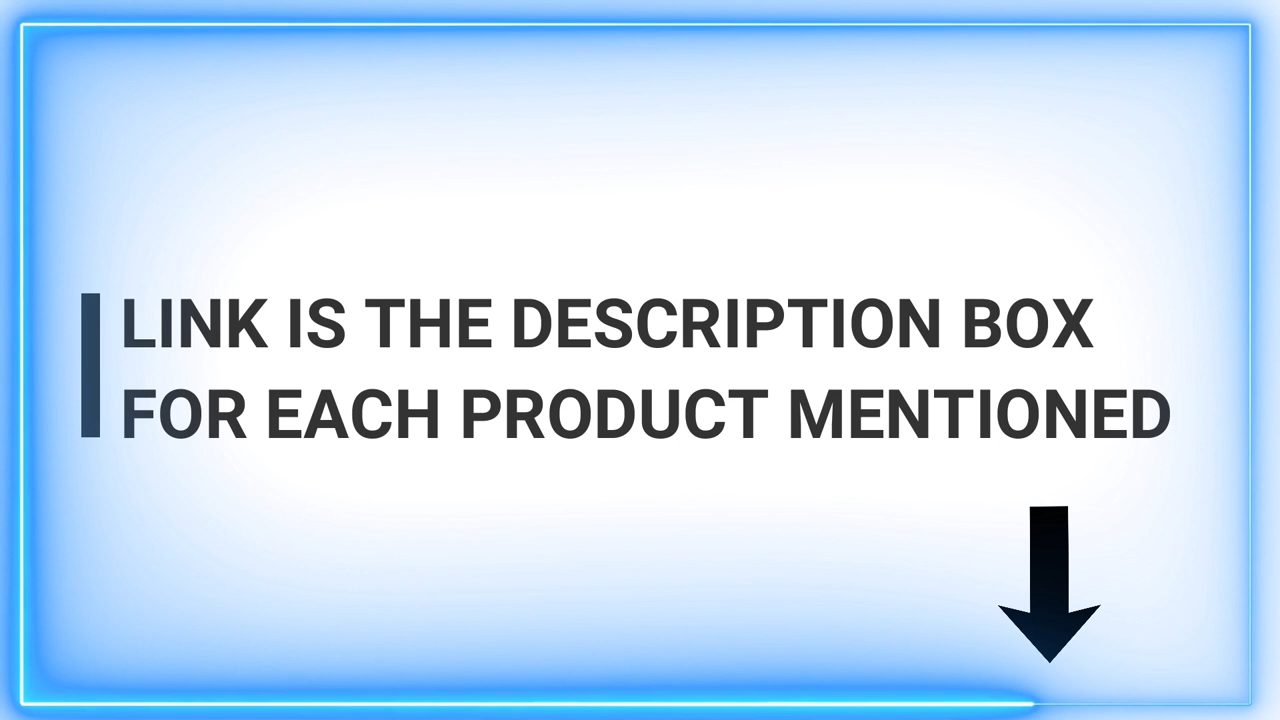 LINK IS THE DESCRIPTION BOX
FOR EACH PRODUCT MENTIONED